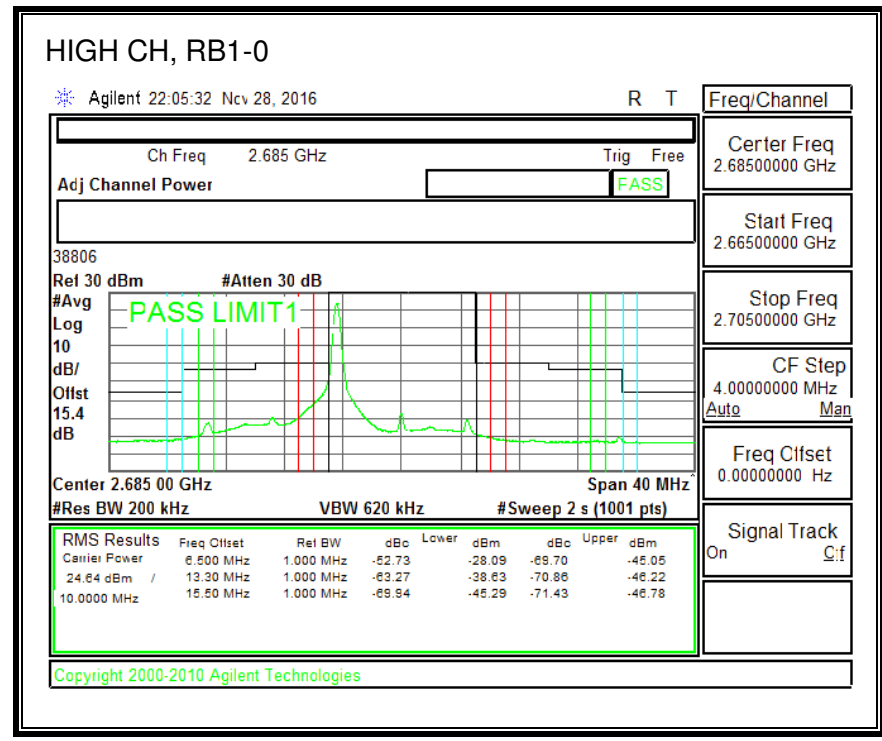 HIGH CH, RB1-0
Agilent 22:05:32 Nov 28, 2016 R T
Freq/Channel
Ch Freq 2.685 GHz Trig Free
Adj Channel Power PASS
Center Freq
2.68500000 GHz
Start Freq
2.66500000 GHz
Stop Freq
2.70500000 GHz
CF Step
4.00000000 MHz
Auto Man
Freq Offset
0.00000000 Hz
Signal Track
On Off
38806
Ref 30 dBm #Atten 30 dB
#Avg
Log
10
dB/
Offst
15.4
dB
PASS LIMIT1
Center 2.685 00 GHz Span 40 MHz^
#Res BW 200 kHz VBW 620 kHz #Sweep 2 s (1001 pts)
RMS Results Freq Offset Ref BW dBc Lower dBm dBc Upper dBm
Carrier Power 6.500 MHz 1.000 MHz -52.73 -28.09 -69.70 -45.05
24.64 dBm / 13.30 MHz 1.000 MHz -63.27 -38.63 -70.86 -46.22
10.0000 MHz 15.50 MHz 1.000 MHz -69.94 -45.29 -71.43 -46.78
Copyright 2000-2010 Agilent Technologies